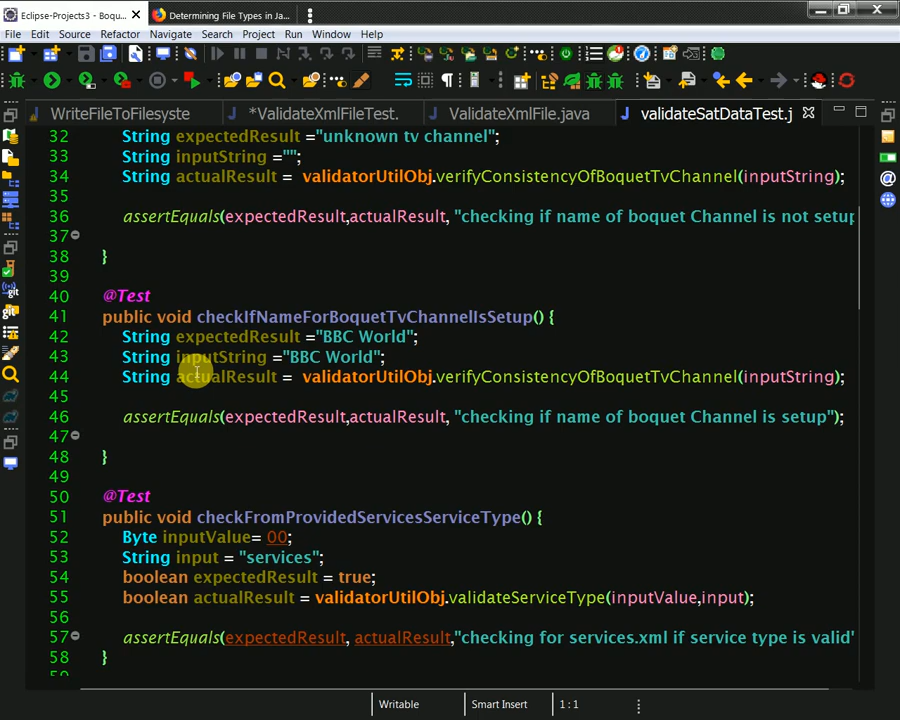 Eclipse-Projects3 - Boqu...
Determining File Types in Ja...
File Edit Source Refactor Navigate Search Project Run Window Help
WriteFileToFilesyste
*ValidateXmlFileTest.
ValidateXmlFile.java
validateSatDataTest.j
32 String expectedResult ="unknown tv channel";
33 String inputString ="";
34 String actualResult = validatorUtilObj.verifyConsistencyOfBoquetTvChannel(inputString);
35
36 assertEquals(expectedResult,actualResult, "checking if name of boquet Channel is not setup
37
38 }
39
40 @Test
41 public void checkIfNameForBoquetTvChannelIsSetup() {
42 String expectedResult ="BBC World";
43 String inputString ="BBC World";
44 String actualResult = validatorUtilObj.verifyConsistencyOfBoquetTvChannel(inputString);
45
46 assertEquals(expectedResult,actualResult, "checking if name of boquet Channel is setup");
47
48 }
49
50 @Test
51 public void checkFromProvidedServicesServiceType() {
52 Byte inputValue= 00;
53 String input = "services";
54 boolean expectedResult = true;
55 boolean actualResult = validatorUtilObj.validateServiceType(inputValue,input);
56
57 assertEquals(expectedResult, actualResult,"checking for services.xml if service type is valid"
58 }
Writable
Smart Insert
1 : 1